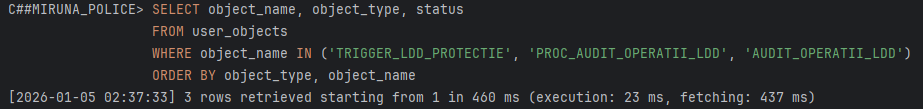 C##MIRUNA_POLICE> SELECT object_name, object_type, status
FROM user_objects
WHERE object_name IN ('TRIGGER_LDD_PROTECTIE', 'PROC_AUDIT_OPERATII_LDD', 'AUDIT_OPERATII_LDD')
ORDER BY object_type, object_name
[2026-01-05 02:37:33] 3 rows retrieved starting from 1 in 460 ms (execution: 23 ms, fetching: 437 ms)